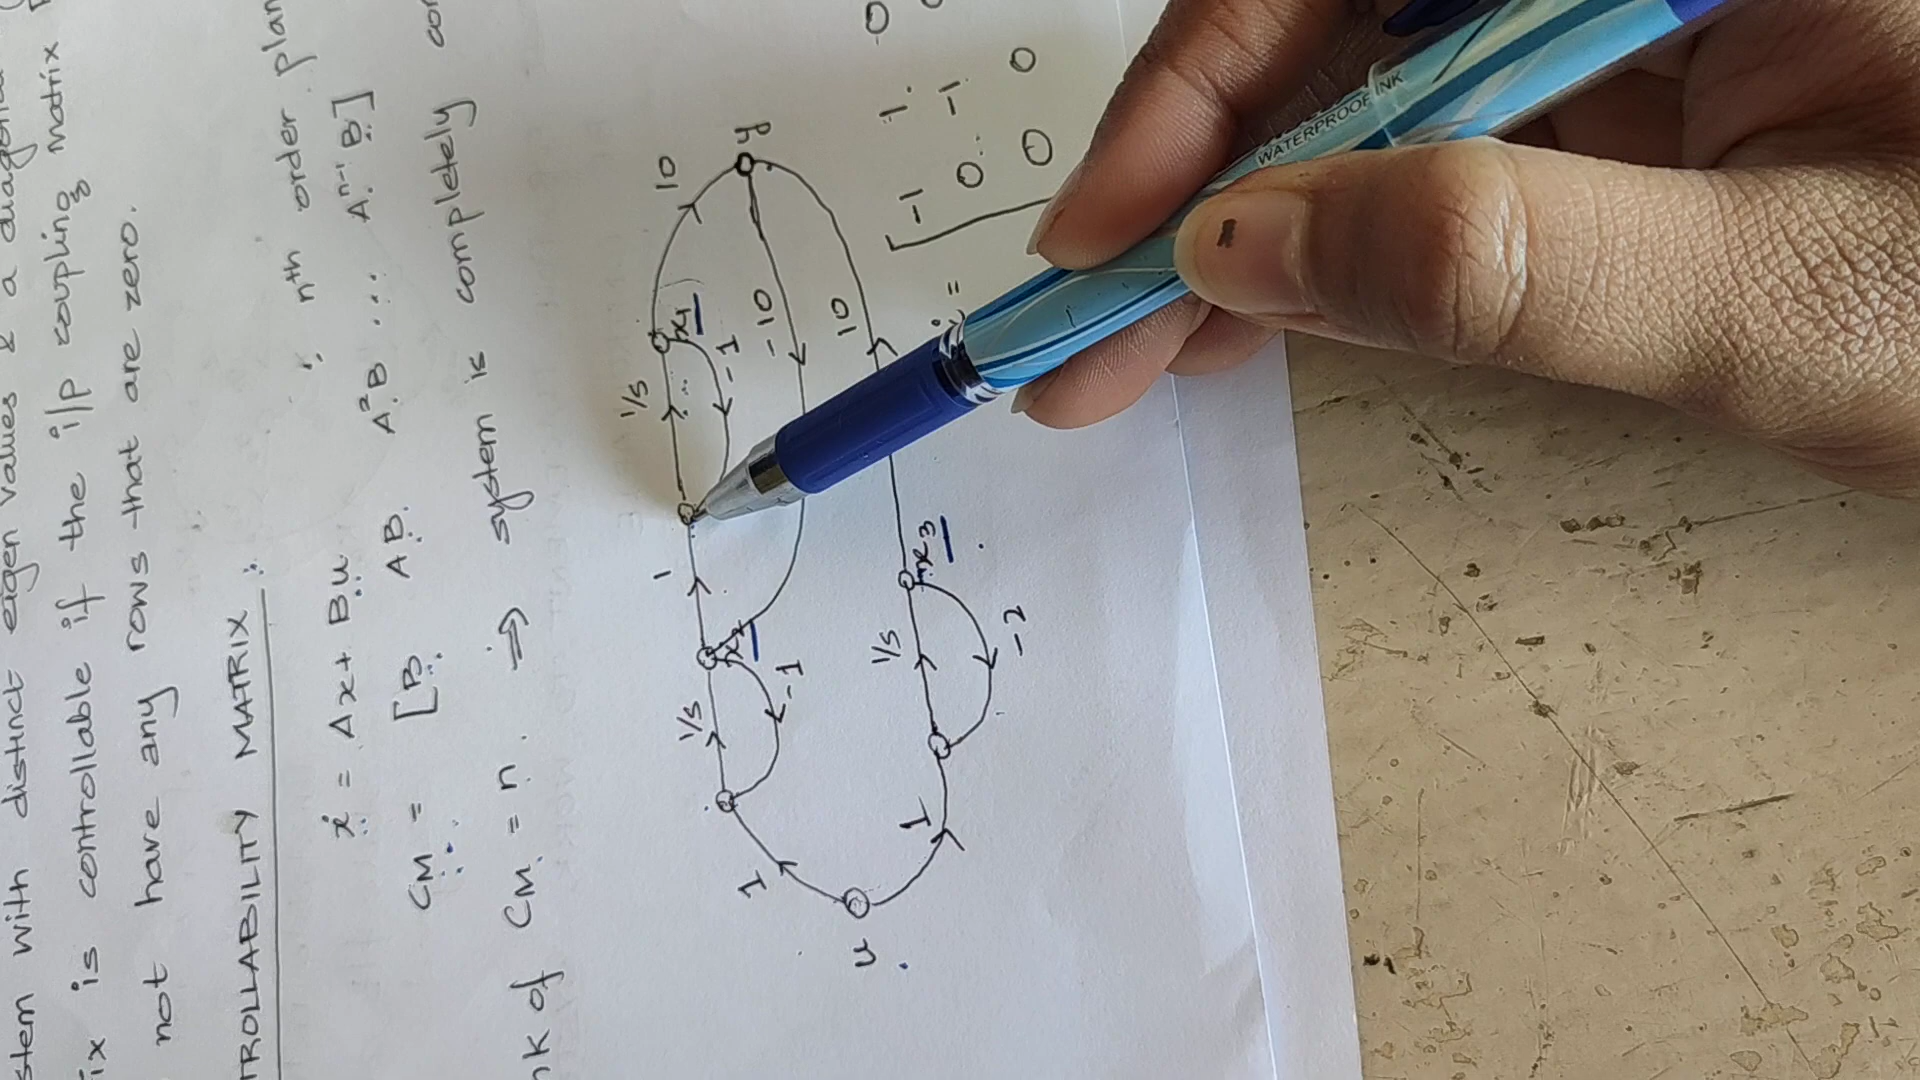 stem with distinct eigen values & a diagonal
ix is controllable if the i/p coupling matrix
not have any rows that are zero.
TROLLABILITY MATRIX :
ẋ = Ax + Bu , nth order plan
CM = [B AB A²B ... Aⁿ⁻¹B]
nk of CM = n. ⇒ system is completely con
u 1 1/s x2 1 1/s x1 10 y
-1 -1 -10
1 1/s x3 10
-2
ẋ = [ -1 1 0
0 -1 0
0 0
WATERPROOF INK